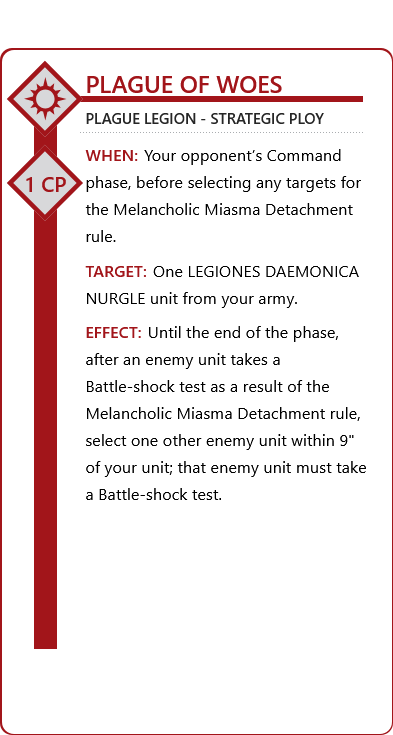 PLAGUE OF WOES
PLAGUE LEGION - STRATEGIC PLOY
1 CP
WHEN: Your opponent’s Command
phase, before selecting any targets for
the Melancholic Miasma Detachment
rule.
TARGET: One LEGIONES DAEMONICA
NURGLE unit from your army.
EFFECT: Until the end of the phase,
after an enemy unit takes a
Battle-shock test as a result of the
Melancholic Miasma Detachment rule,
select one other enemy unit within 9"
of your unit; that enemy unit must take
a Battle-shock test.